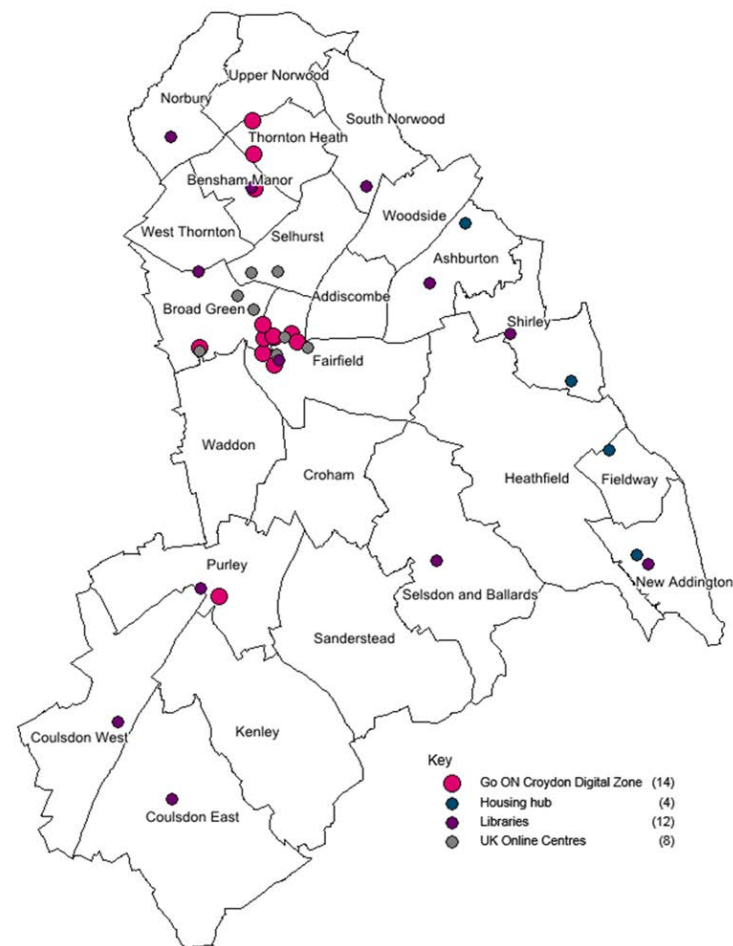 Upper Norwood
Norbury
South Norwood
Thornton Heath
Bensham Manor
Woodside
West Thornton
Selhurst
Ashburton
Addiscombe
Broad Green
Shirley
Fairfield
Waddon
Croham
Heathfield
Fieldway
Purley
New Addington
Selsdon and Ballards
Sanderstead
Coulsdon West
Kenley
Coulsdon East
Key
Go ON Croydon Digital Zone (14)
Housing hub (4)
Libraries (12)
UK Online Centres (8)